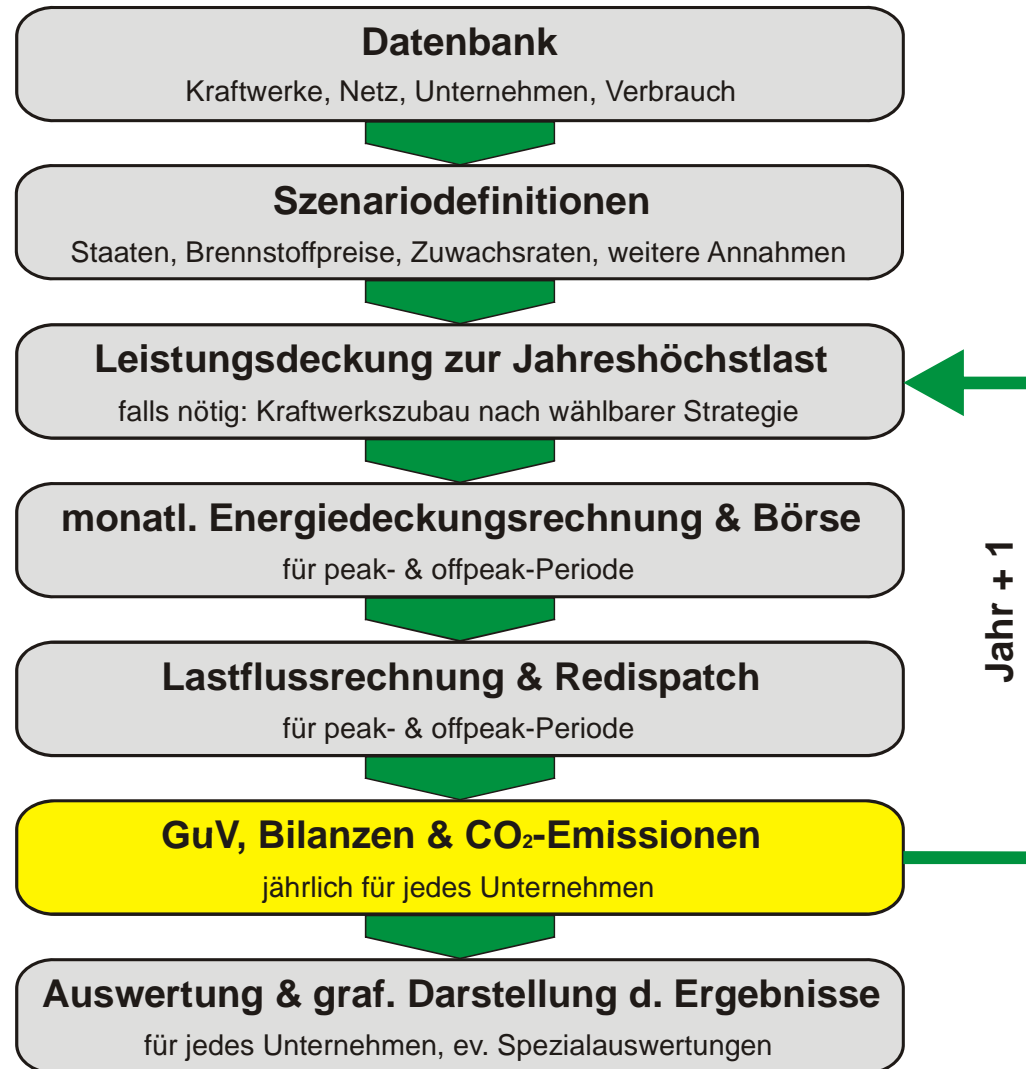 Datenbank
Kraftwerke, Netz, Unternehmen, Verbrauch
Szenariodefinitionen
Staaten, Brennstoffpreise, Zuwachsraten, weitere Annahmen
Leistungsdeckung zur Jahreshöchstlast
falls nötig: Kraftwerkszubau nach wählbarer Strategie
monatl. Energiedeckungsrechnung & Börse
für peak- & offpeak-Periode
Lastflussrechnung & Redispatch
für peak- & offpeak-Periode
GuV, Bilanzen & CO₂-Emissionen
jährlich für jedes Unternehmen
Auswertung & graf. Darstellung d. Ergebnisse
für jedes Unternehmen, ev. Spezialauswertungen
Jahr + 1